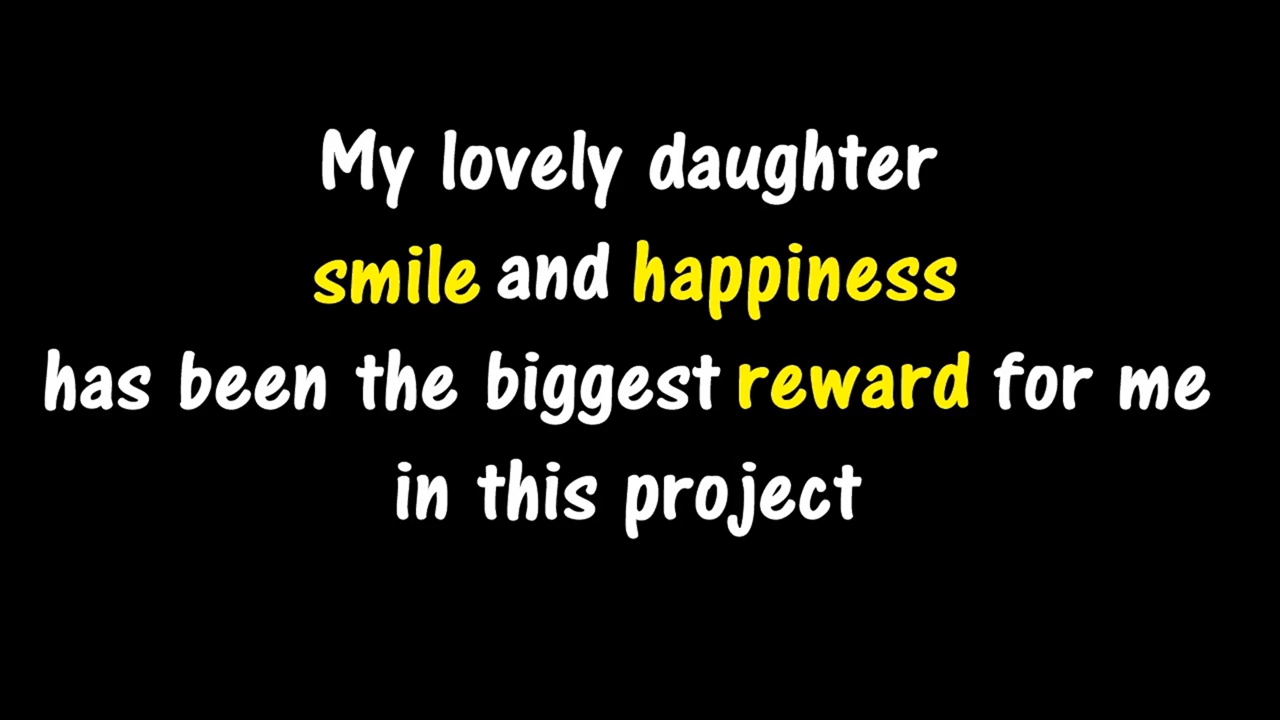 My lovely daughter
smile and happiness
has been the biggest reward for me
in this project